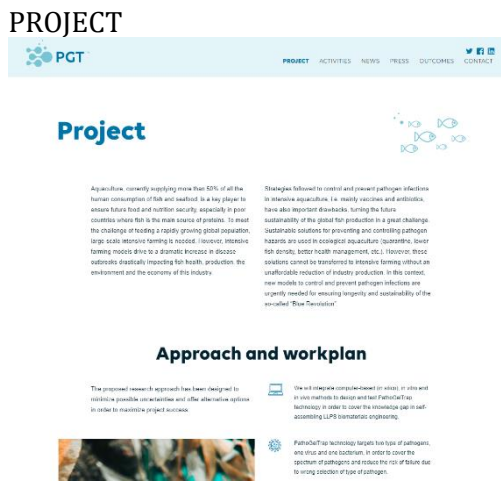 PROJECT
PGT
PROJECT ACTIVITIES NEWS PRESS OUTCOMES CONTACT
Project
Aquaculture, currently supplying more than 50% of all the
human consumption of fish and seafood, is a key player to
ensure future food and nutrition security, especially in poor
countries where fish is the main source of proteins. To meet
the challenge of feeding a rapidly growing global population,
large scale intensive farming is needed. However, intensive
farming models drive to a dramatic increase in disease
outbreaks drastically impacting fish health, production, the
environment and the economy of this industry.
Strategies followed to control and prevent pathogen infections
in intensive aquaculture, i.e. mainly vaccines and antibiotics,
have also important drawbacks, turning the future
sustainability of the global fish production in a great challenge.
Sustainable solutions for preventing and controlling pathogen
hazards are used in ecological aquaculture (quarantine, lower
fish density, better health management, etc.). However, these
solutions cannot be transferred to intensive farming without an
unaffordable reduction of industry production. In this context,
new models to control and prevent pathogen infections are
urgently needed for ensuring longevity and sustainability of the
so-called "Blue Revolution"
Approach and workplan
The proposed research approach has been designed to
minimize possible uncertainties and offer alternative options
in order to maximize project success.
We will integrate computer-based (in silico), in vitro and
in vivo methods to design and test PathoGelTrap
technology in order to cover the knowledge gap in self-
assembling LLPS biomaterials engineering.
PathoGelTrap technology targets two type of pathogens,
one virus and one bacterium, in order to cover the
spectrum of pathogens and reduce the risk of failure due
to wrong selection of type of pathogen.